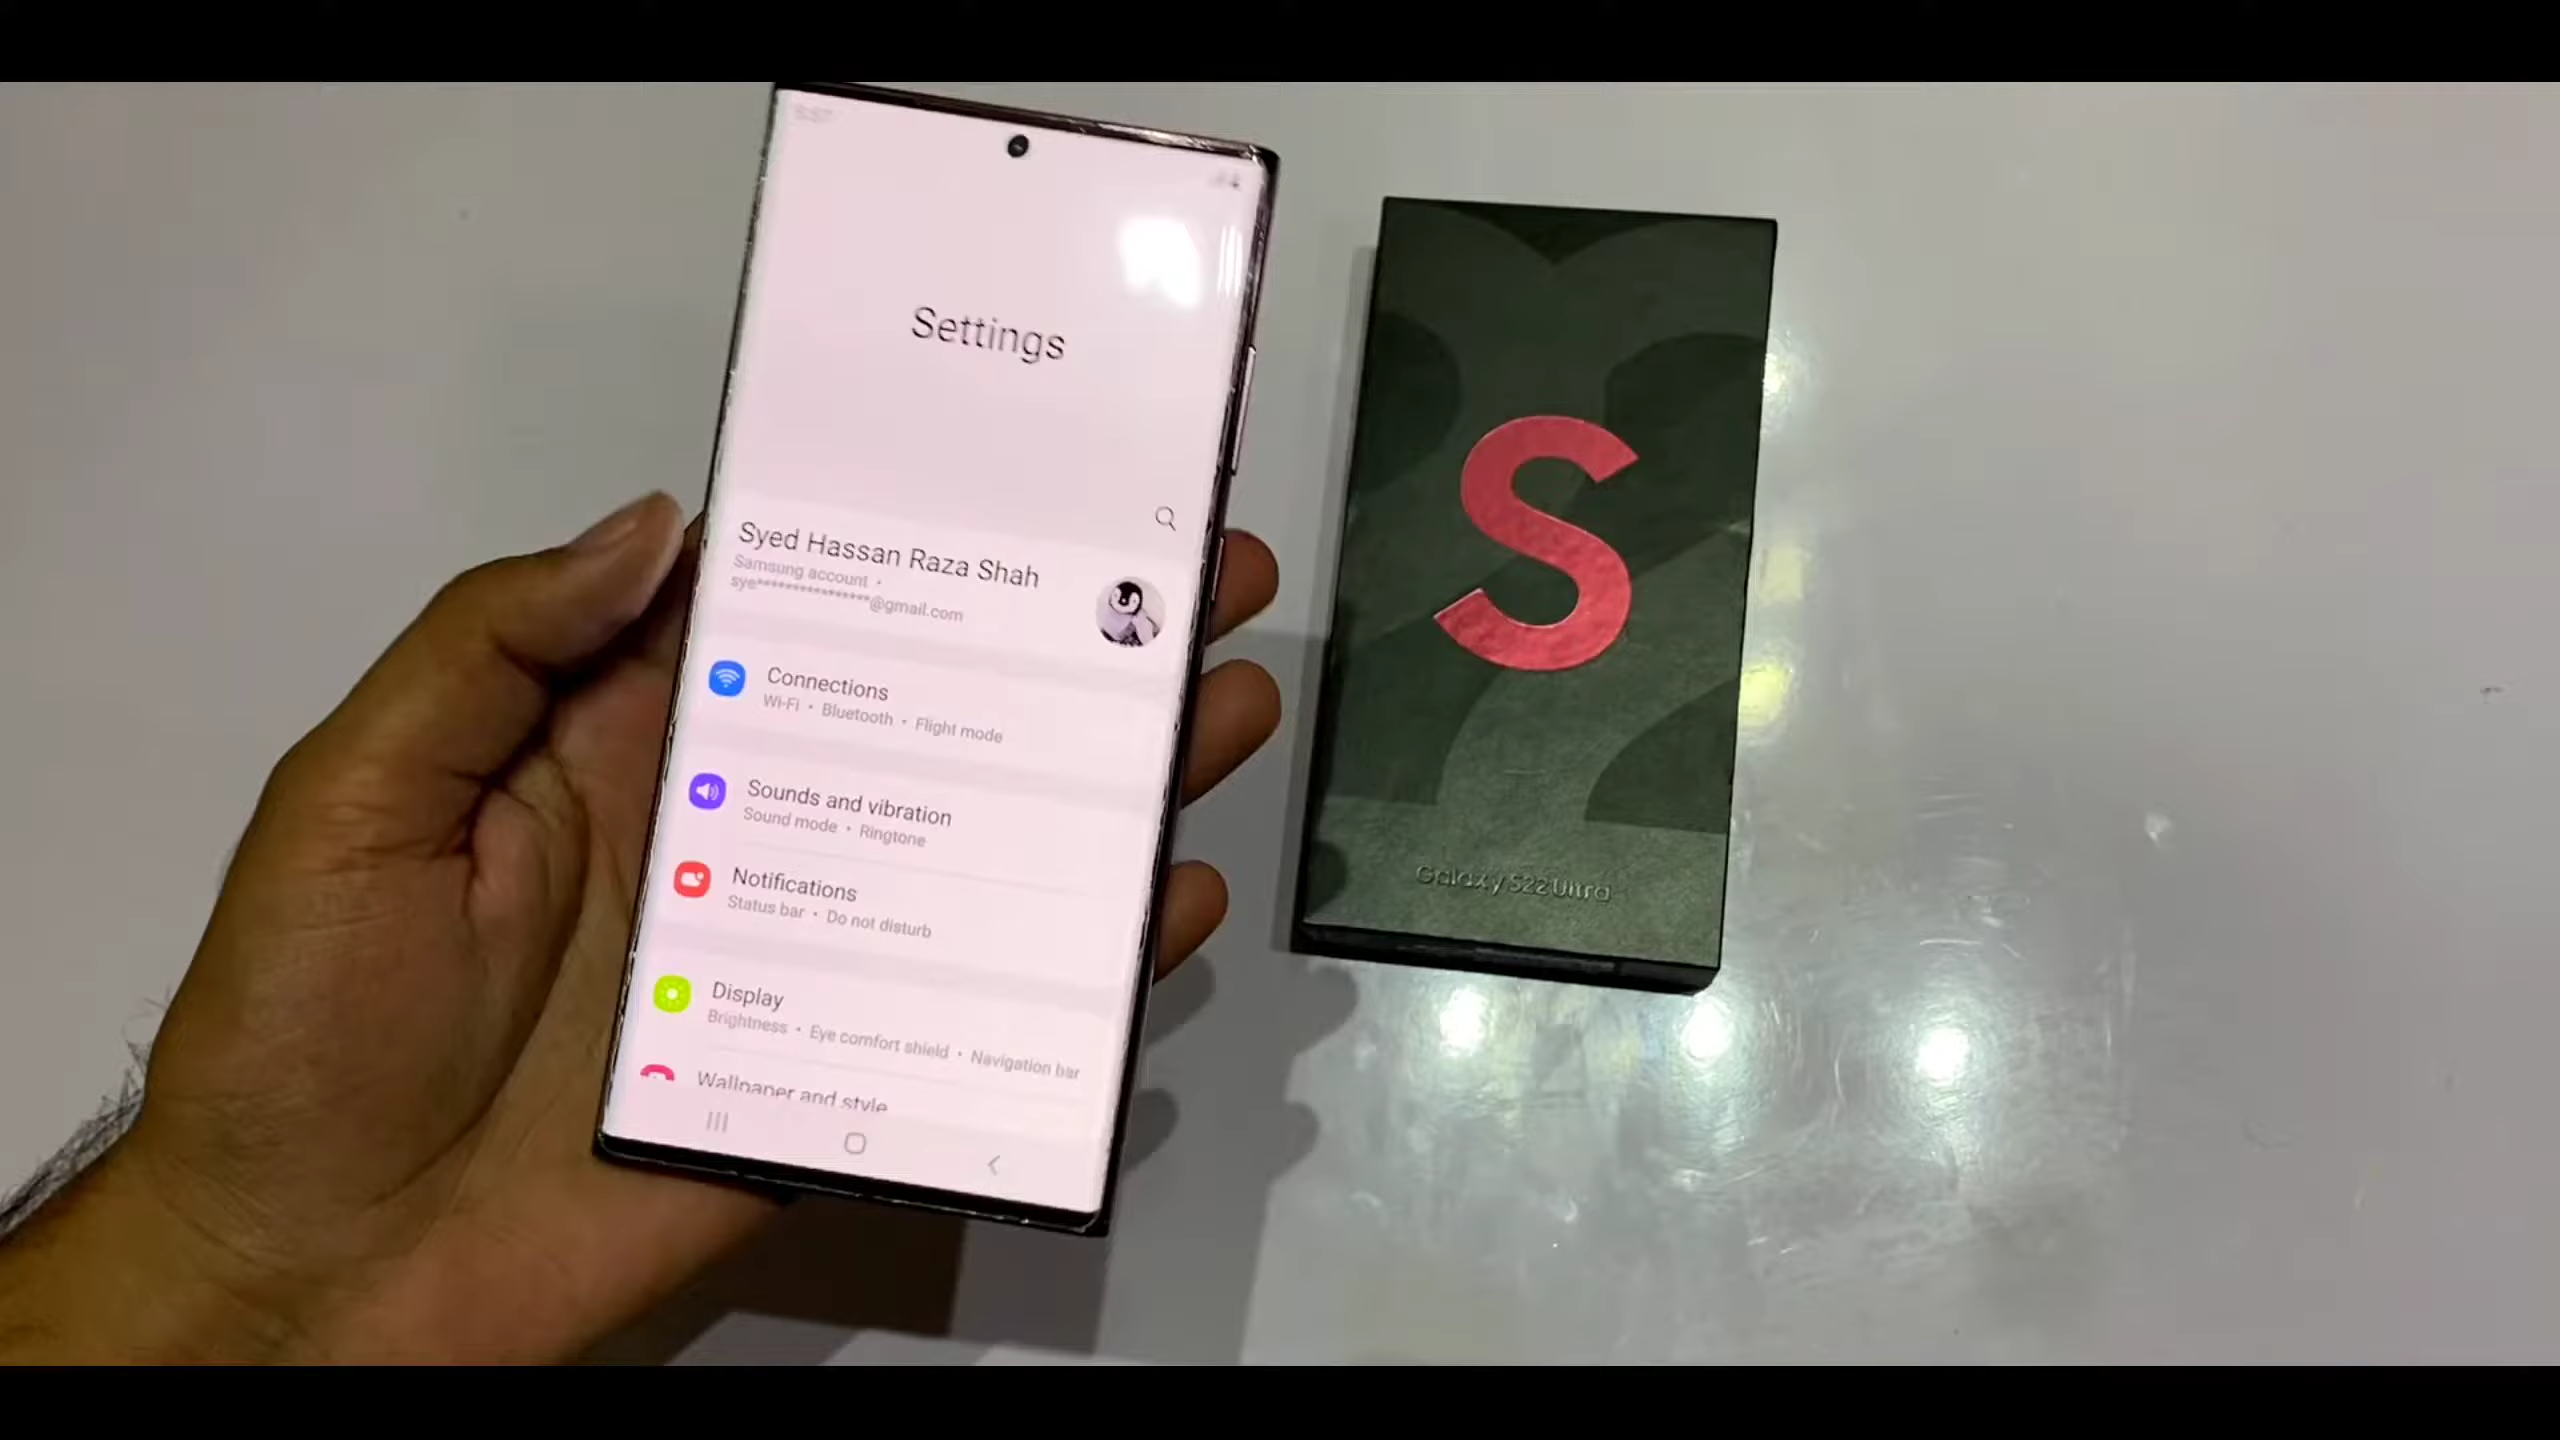 Settings
Syed Hassan Raza Shah
Samsung account •
sye***************@gmail.com
Connections
Wi-Fi • Bluetooth • Flight mode
Sounds and vibration
Sound mode • Ringtone
Notifications
Status bar • Do not disturb
Display
Brightness • Eye comfort shield • Navigation bar
Wallpaper and style
S
Galaxy S22 Ultra